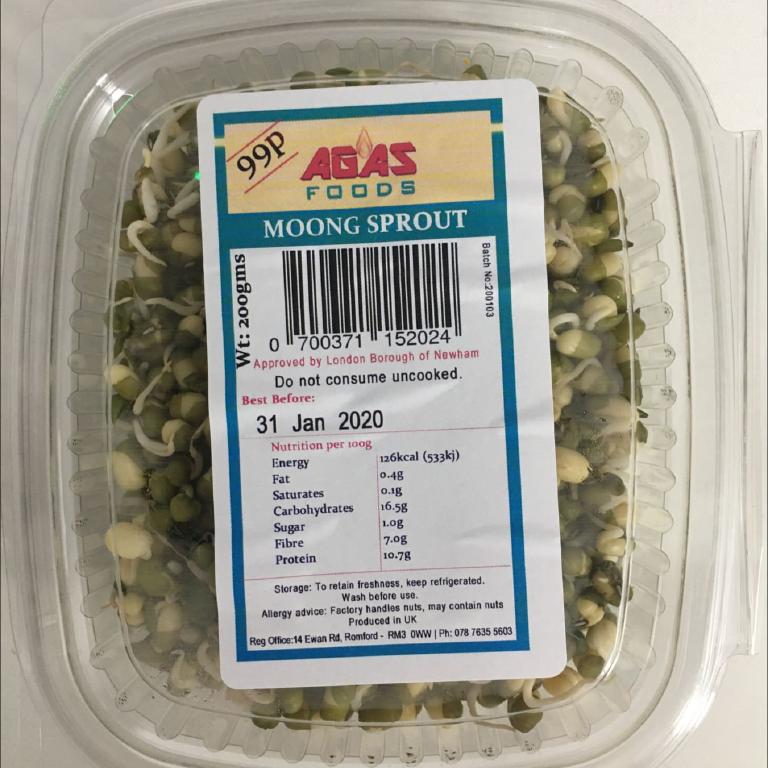 99p
AGAS
FOODS
MOONG SPROUT
Wt: 200gms
Batch No:200103
0 700371 152024
Approved by London Borough of Newham
Do not consume uncooked.
Best Before:
31 Jan 2020
Nutrition per 100g
Energy 126kcal (533kj)
Fat 0.4g
Saturates 0.1g
Carbohydrates 16.5g
Sugar 1.0g
Fibre 7.0g
Protein 10.7g
Storage: To retain freshness, keep refrigerated.
Wash before use.
Allergy advice: Factory handles nuts, may contain nuts
Produced in UK
Reg Office:14 Ewan Rd, Romford - RM3 0WW | Ph: 078 7635 5603